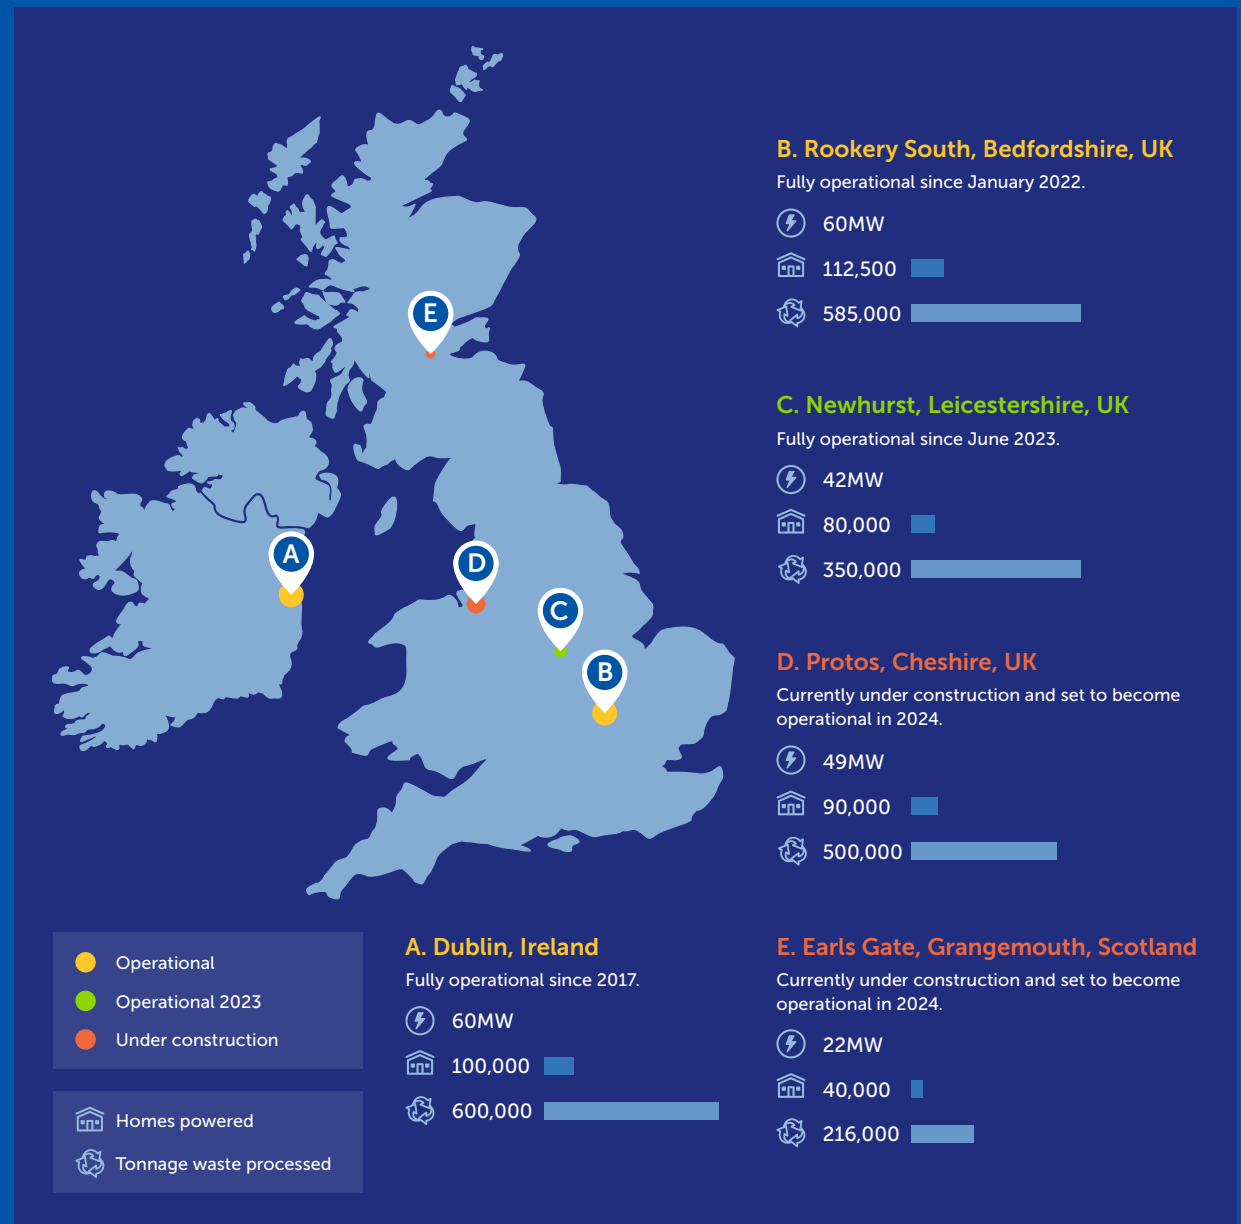 E
A
D
C
B
B. Rookery South, Bedfordshire, UK
Fully operational since January 2022.
60MW
112,500
585,000
C. Newhurst, Leicestershire, UK
Fully operational since June 2023.
42MW
80,000
350,000
D. Protos, Cheshire, UK
Currently under construction and set to become
operational in 2024.
49MW
90,000
500,000
Operational
Operational 2023
Under construction
Homes powered
Tonnage waste processed
A. Dublin, Ireland
Fully operational since 2017.
60MW
100,000
600,000
E. Earls Gate, Grangemouth, Scotland
Currently under construction and set to become
operational in 2024.
22MW
40,000
216,000